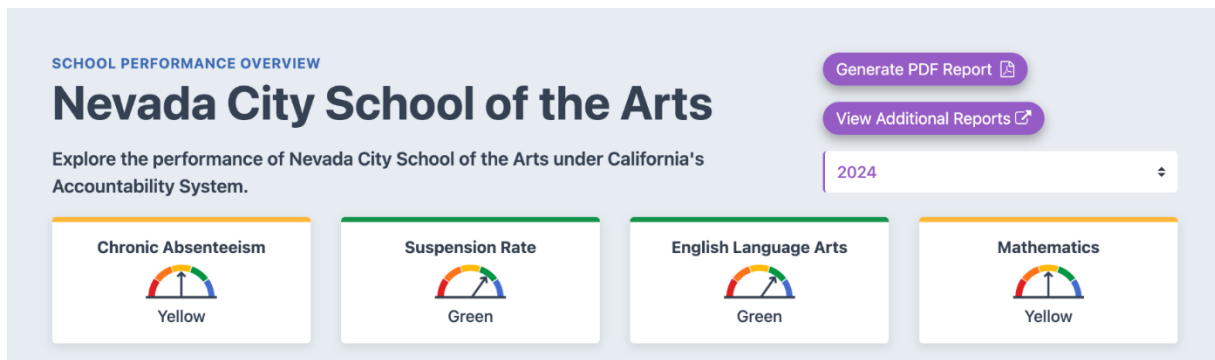 SCHOOL PERFORMANCE OVERVIEW
Nevada City School of the Arts
Explore the performance of Nevada City School of the Arts under California's
Accountability System.
Generate PDF Report
View Additional Reports
2024
Chronic Absenteeism
Yellow
Suspension Rate
Green
English Language Arts
Green
Mathematics
Yellow